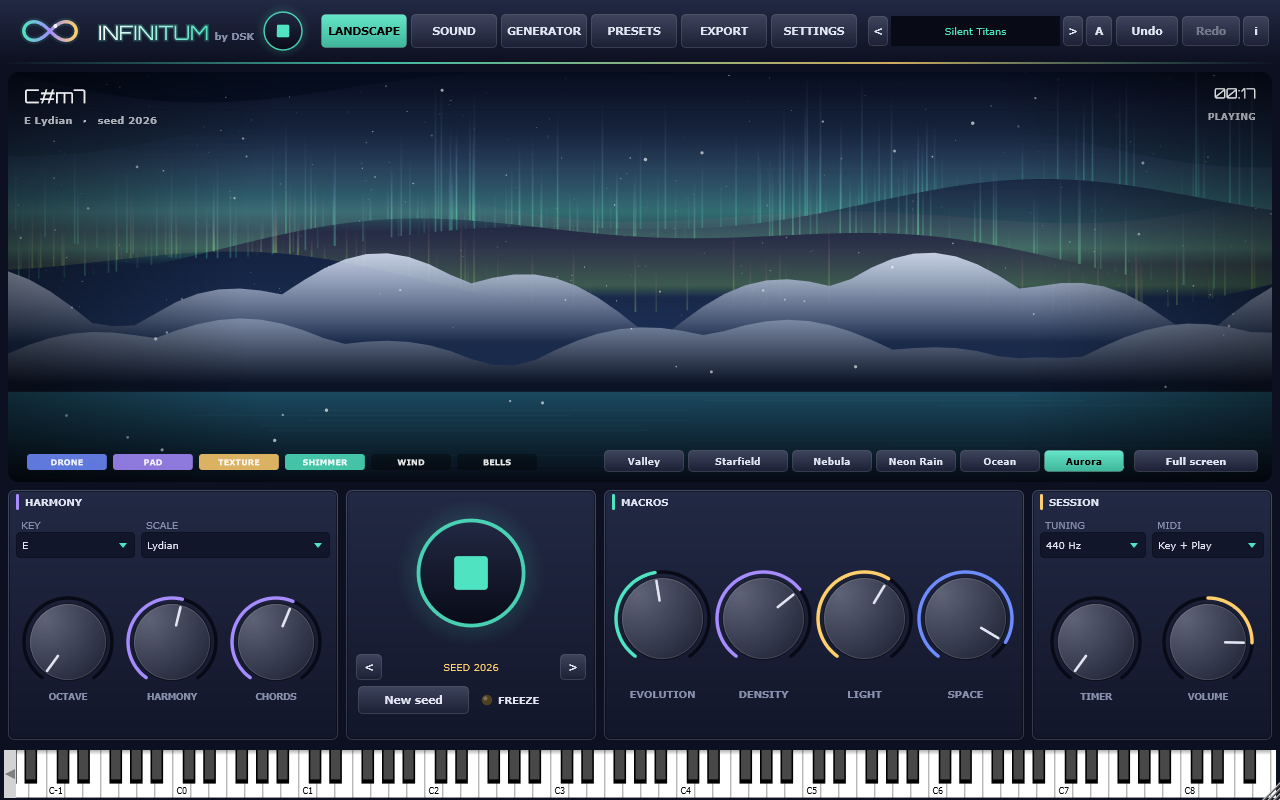 INFINITUM by DSK
LANDSCAPE SOUND GENERATOR PRESETS EXPORT SETTINGS < Silent Titans > A Undo Redo i
C#m7
00:17
E Lydian • seed 2026
PLAYING
DRONE PAD TEXTURE SHIMMER WIND BELLS Valley Starfield Nebula Neon Rain Ocean Aurora Full screen
HARMONY
KEY SCALE
E Lydian
OCTAVE HARMONY CHORDS
< SEED 2026 >
New seed FREEZE
MACROS
EVOLUTION DENSITY LIGHT SPACE
SESSION
TUNING MIDI
440 Hz Key + Play
TIMER VOLUME
C-1 C0 C1 C2 C3 C4 C5 C6 C7 C8